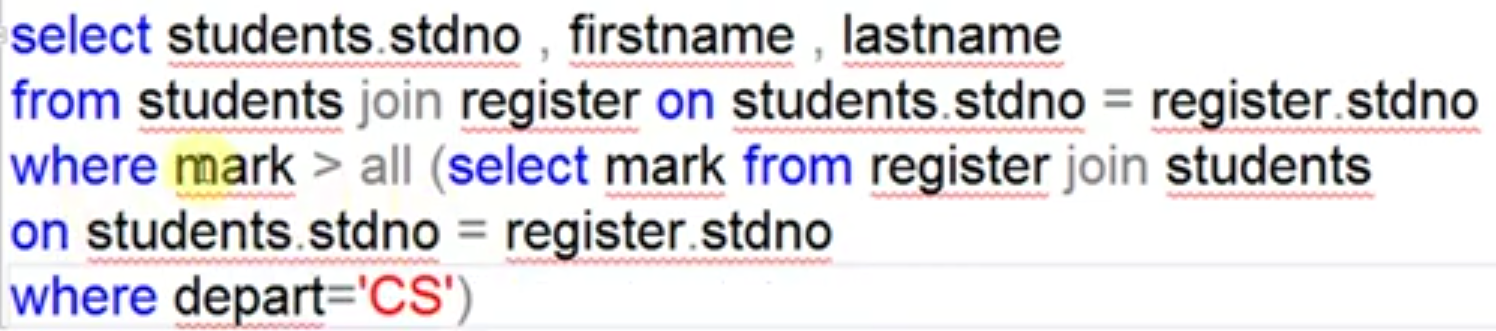 select students.stdno , firstname , lastname
from students join register on students.stdno = register.stdno
where mark > all (select mark from register join students
on students.stdno = register.stdno
where depart='CS')